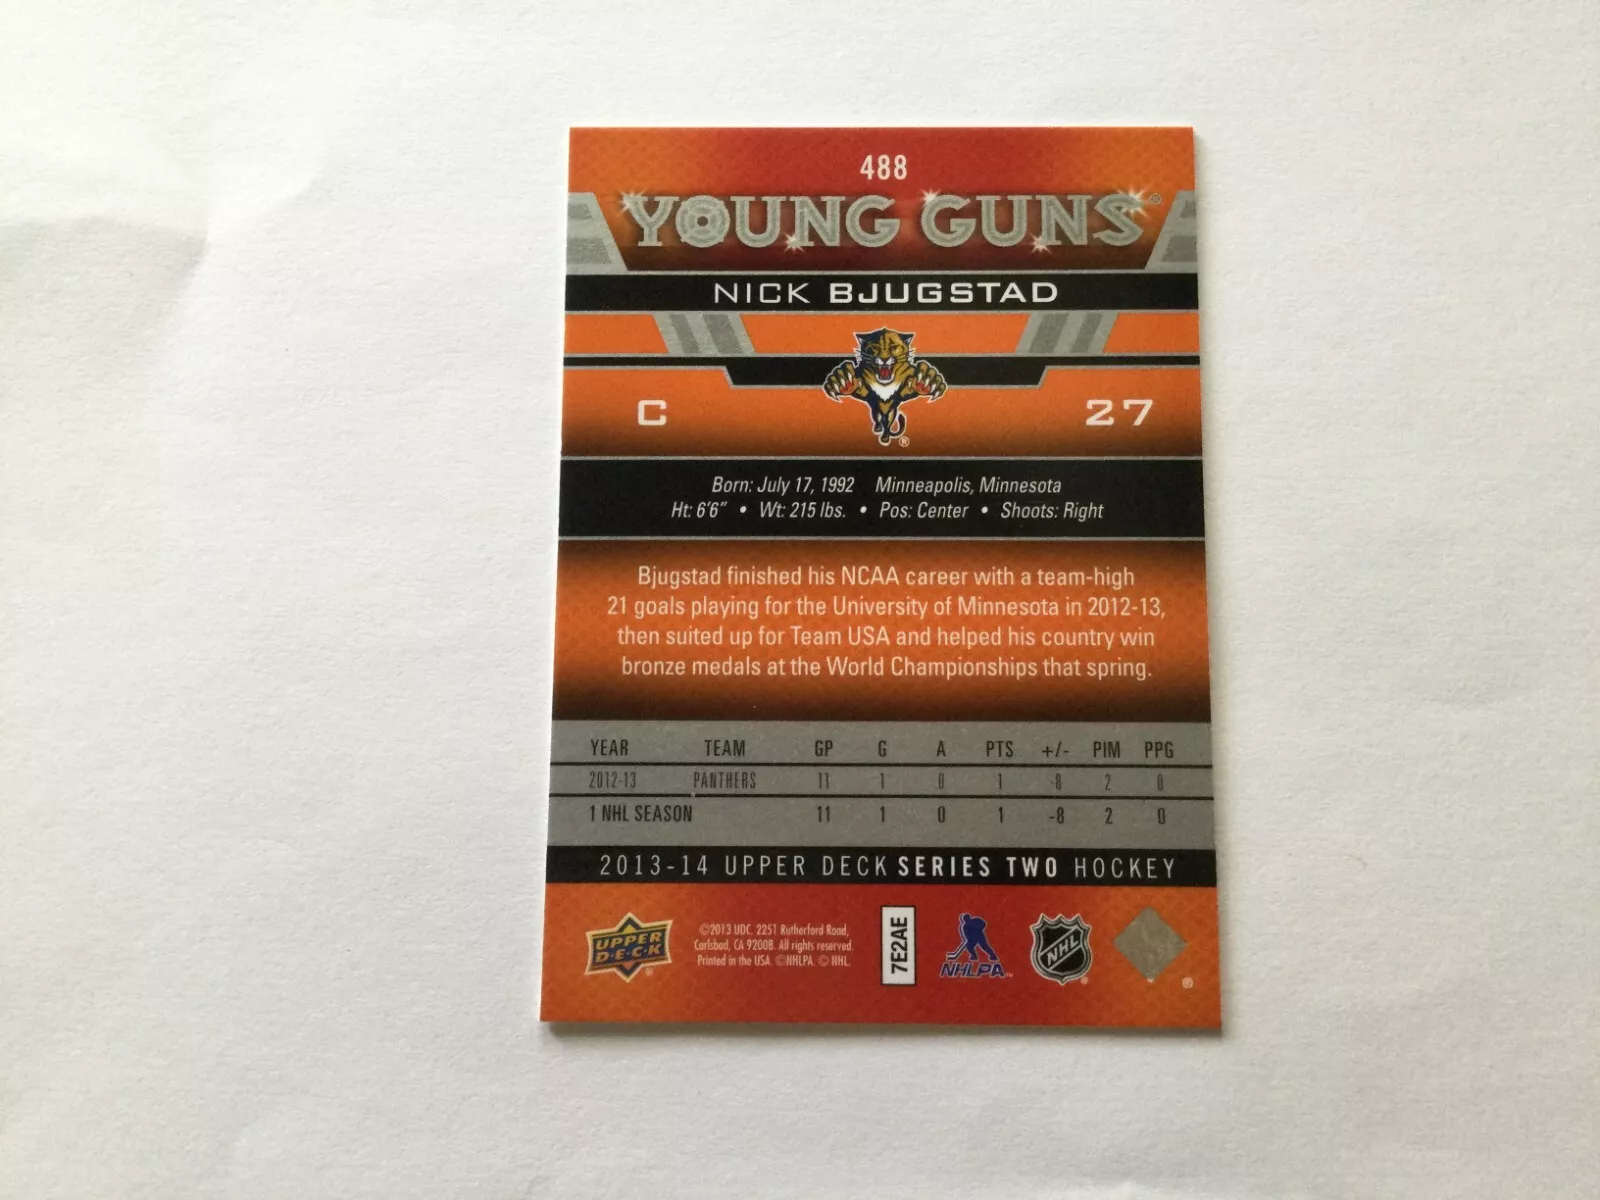 488
YOUNG GUNS®
NICK BJUGSTAD
C 27
®
Born: July 17, 1992 Minneapolis, Minnesota
Ht: 6'6" • Wt: 215 lbs. • Pos: Center • Shoots: Right
Bjugstad finished his NCAA career with a team-high
21 goals playing for the University of Minnesota in 2012-13,
then suited up for Team USA and helped his country win
bronze medals at the World Championships that spring.
YEAR TEAM GP G A PTS +/- PIM PPG
2012-13 PANTHERS 11 1 0 1 -8 2 0
1 NHL SEASON 11 1 0 1 -8 2 0
2013-14 UPPER DECK SERIES TWO HOCKEY
UPPER
D·E·C·K
®
©2013 UDC. 2251 Rutherford Road,
Carlsbad, CA 92008. All rights reserved.
Printed in the USA. ©NHLPA. © NHL.
7E2AE
NHLPA™
NHL
®
®